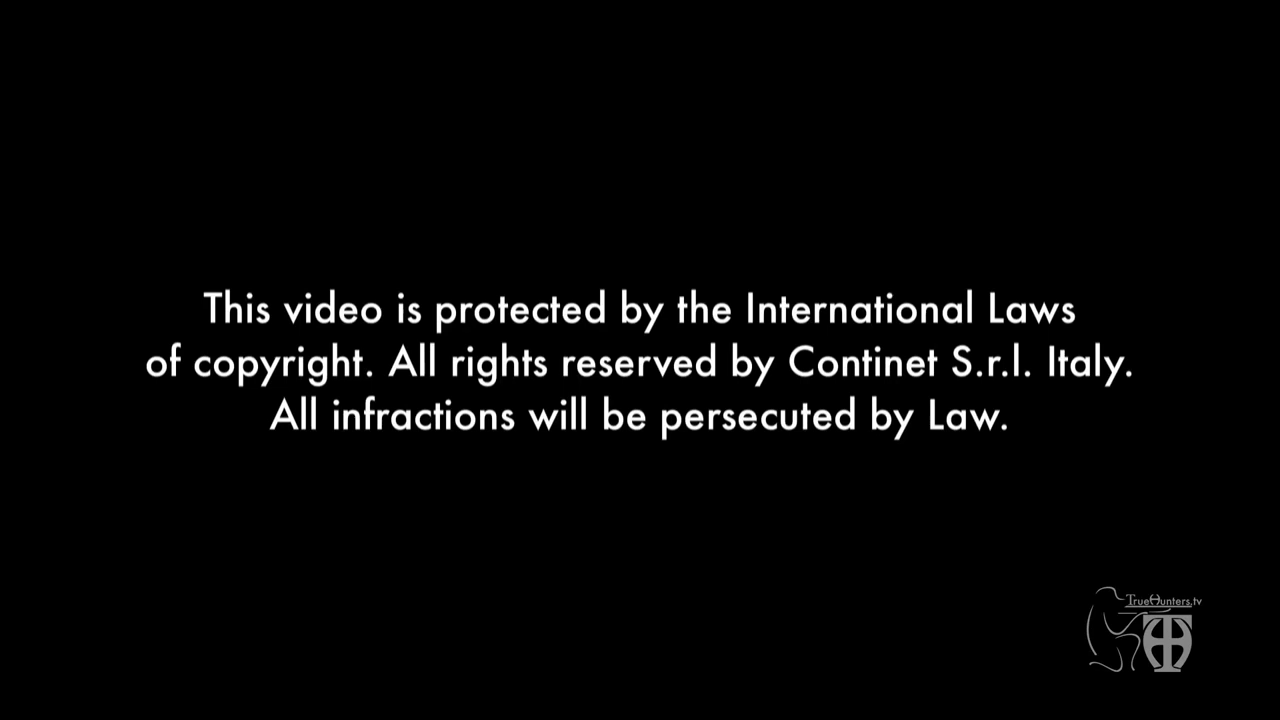 This video is protected by the International Laws
of copyright. All rights reserved by Continet S.r.l. Italy.
All infractions will be persecuted by Law.
TrueHunters.tv
TH